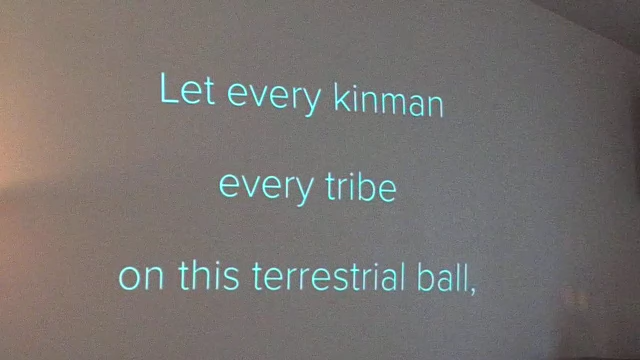 Let every kinman
every tribe
on this terrestrial ball,